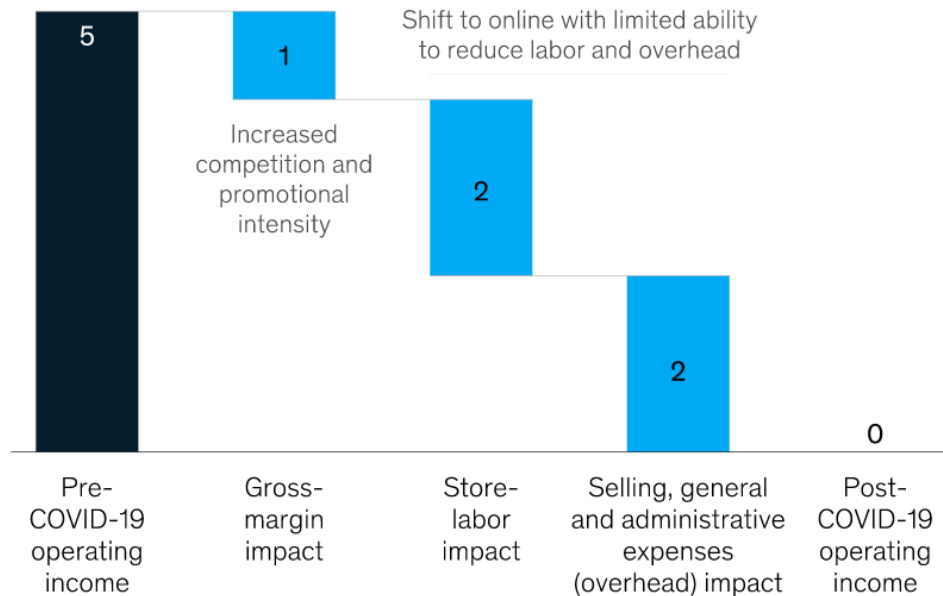 5
1
Shift to online with limited ability
to reduce labor and overhead
Increased
competition and
promotional
intensity
2
2
0
Pre-
COVID-19
operating
income
Gross-
margin
impact
Store-
labor
impact
Selling, general
and administrative
expenses
(overhead) impact
Post-
COVID-19
operating
income